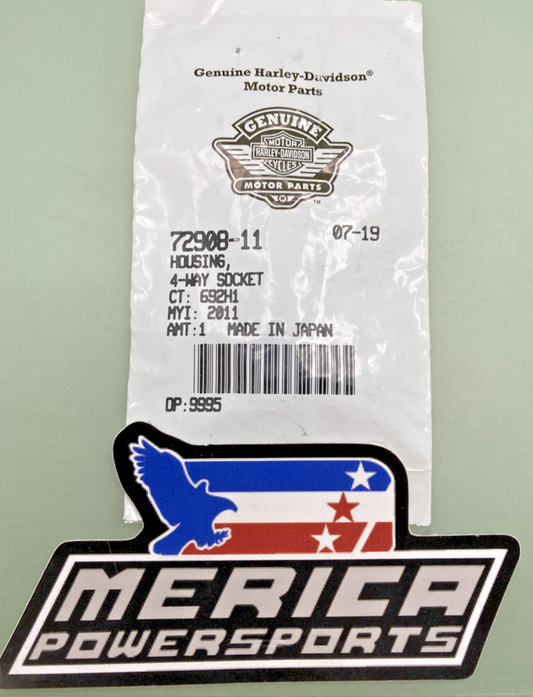 Genuine Harley-Davidson®
Motor Parts
GENUINE
MOTOR
HARLEY-DAVIDSON
CYCLES
MOTOR PARTS
™
72908-11 07-19
HOUSING,
4-WAY SOCKET
CT: 692H1
MYI: 2011
AMT:1 MADE IN JAPAN
OP:9995
MERICA
POWERSPORTS